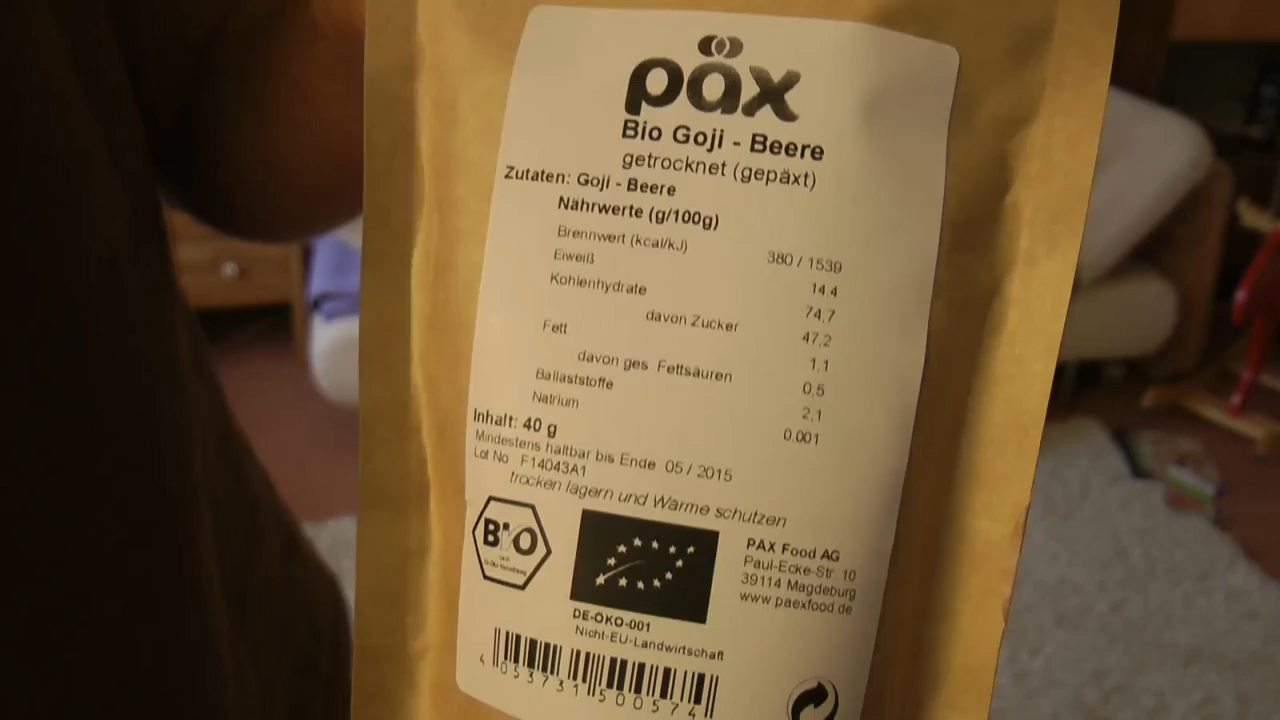 päx
Bio Goji - Beere
getrocknet (gepäxt)
Zutaten: Goji - Beere
Nährwerte (g/100g)
Brennwert (kcal/kJ) 380 / 1539
Eiweiß 14,4
Kohlenhydrate 74,7
davon Zucker 47,2
Fett 1,1
davon ges. Fettsäuren 0,5
Ballaststoffe 2,1
Natrium 0,001
Inhalt: 40 g
Mindestens haltbar bis Ende 05 / 2015
Lot No F14043A1
trocken lagern und Wärme schützen
BIO
nach
EG-Öko-Verordnung
PÄX Food AG
Paul-Ecke-Str. 10
39114 Magdeburg
www.paexfood.de
DE-ÖKO-001
Nicht-EU-Landwirtschaft
4 053731 500574